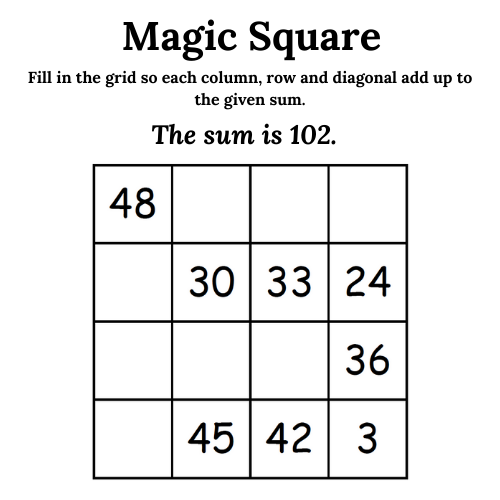 Magic Square
Fill in the grid so each column, row and diagonal add up to
the given sum.
The sum is 102.
48
30 33 24
36
45 42 3